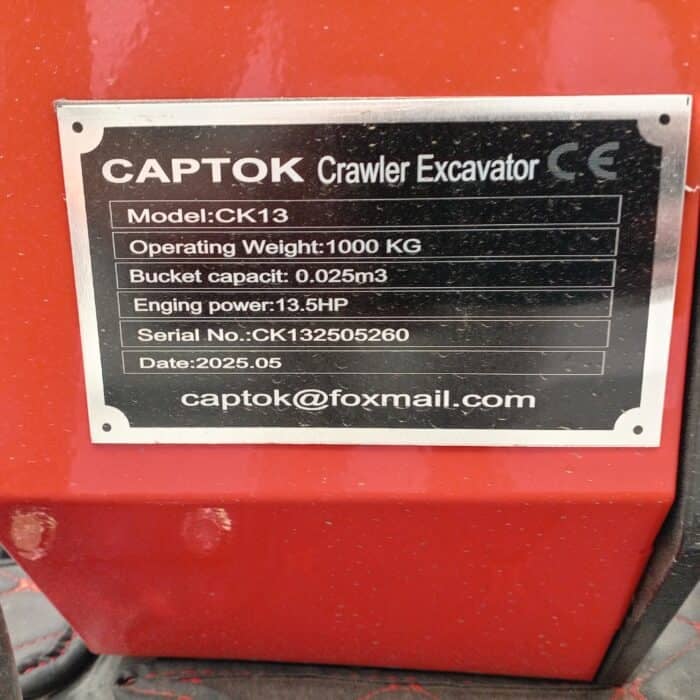 CAPTOK Crawler Excavator CE
Model:CK13
Operating Weight:1000 KG
Bucket capacit: 0.025m3
Enging power:13.5HP
Serial No.:CK132505260
Date:2025.05
captok@foxmail.com